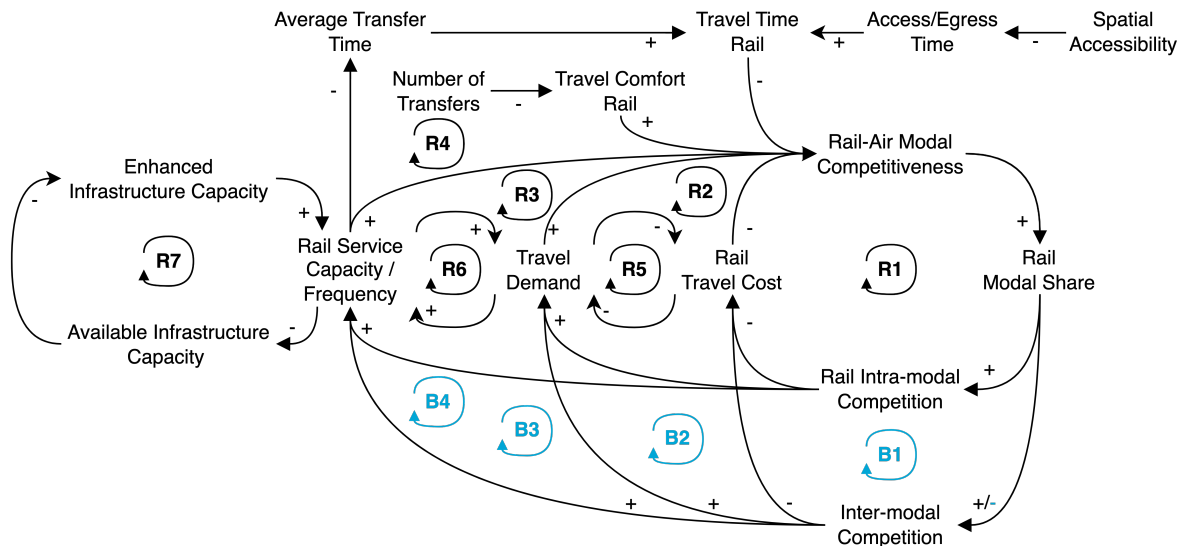 Average Transfer
Time
Travel Time
Rail
Access/Egress
Time
Spatial
Accessibility
+
+
-
-
Number of
Transfers
-
Travel Comfort
Rail
-
+
R4
Rail-Air Modal
Competitiveness
Enhanced
Infrastructure Capacity
-
+
R3
R2
+
+
+
+
-
-
R7
Rail Service
Capacity /
Frequency
R6
Travel
Demand
R5
Rail
Travel Cost
R1
Rail
Modal Share
Available Infrastructure
Capacity
-
+
+
-
+
-
Rail Intra-modal
Competition
+
B4
B3
B2
B1
+
+
-
+/-
Inter-modal
Competition